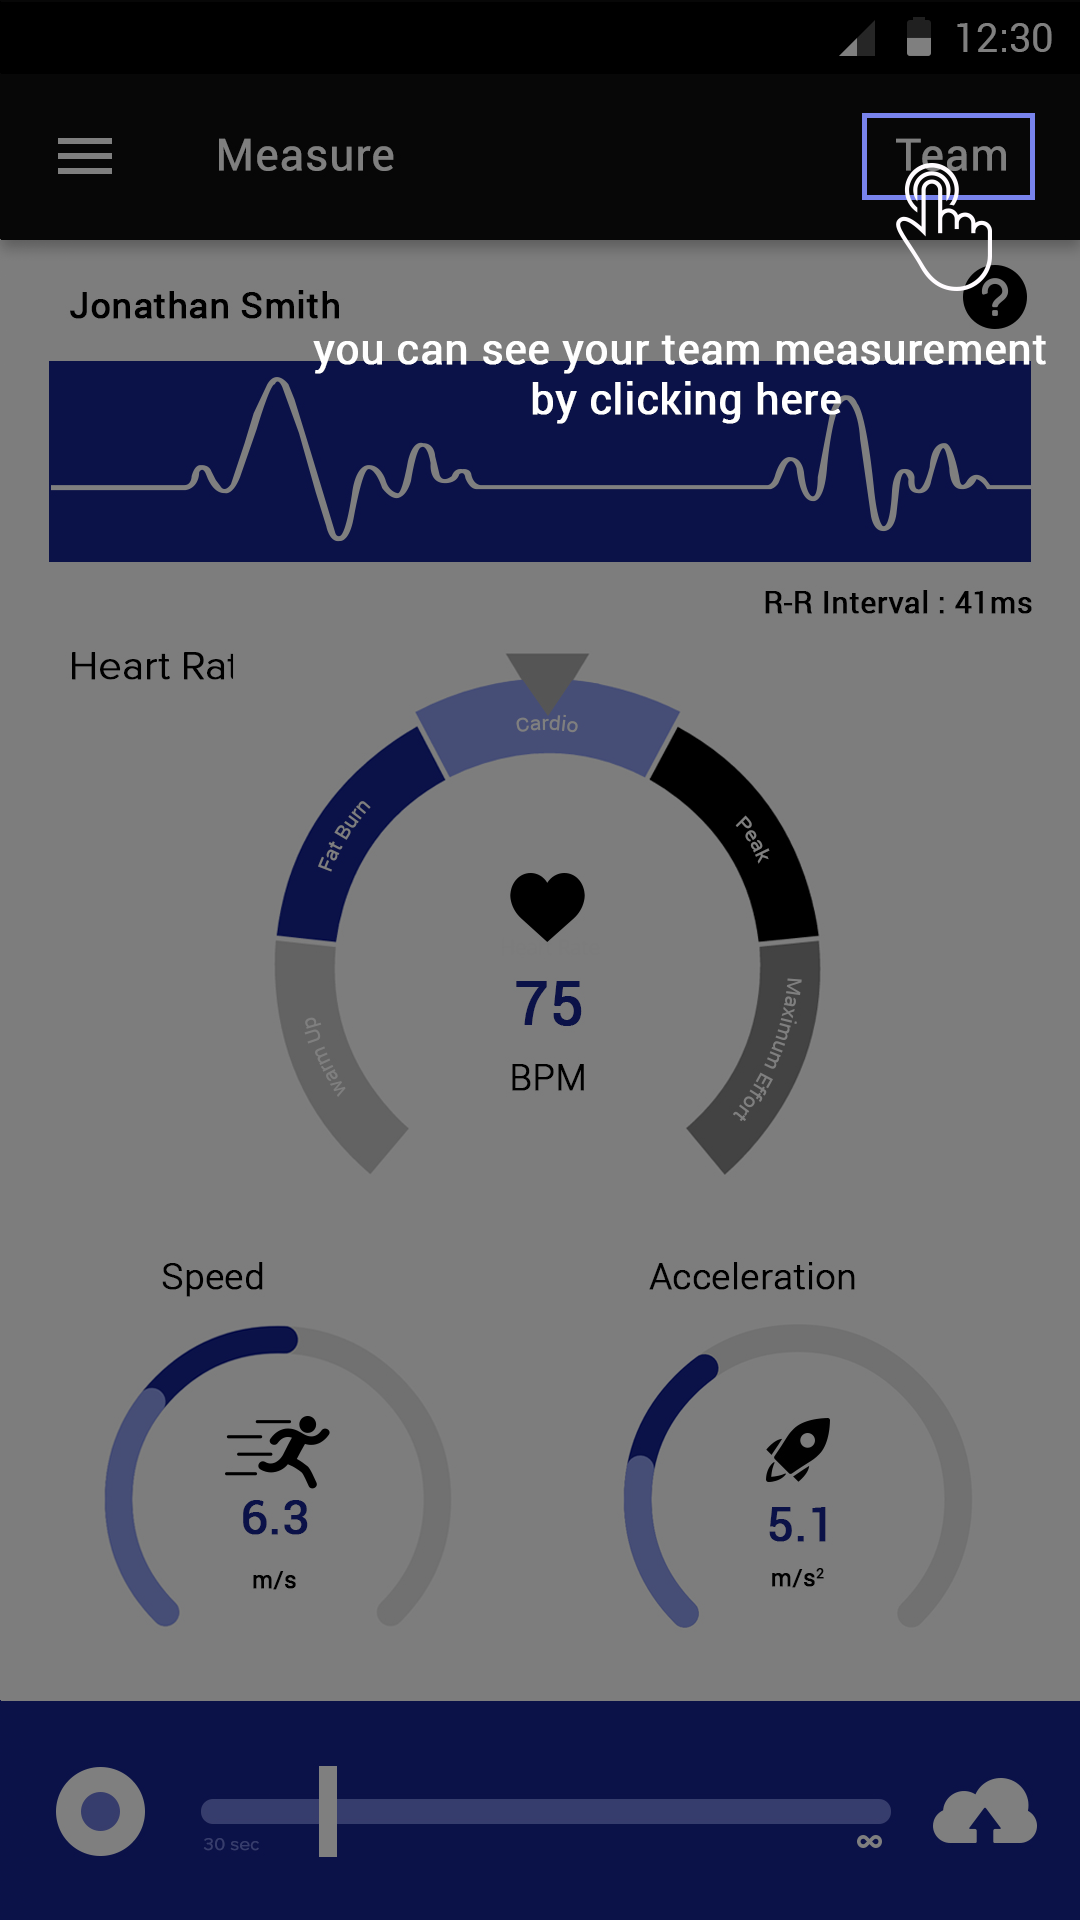 12:30
Measure
Team
Jonathan Smith
you can see your team measurement
by clicking here
R-R Interval : 41ms
Heart Rat
Cardio
Fat Burn
Peak
warm Up
Maximum Effort
75
BPM
Speed
Acceleration
6.3
m/s
5.1
m/s²
30 sec
∞